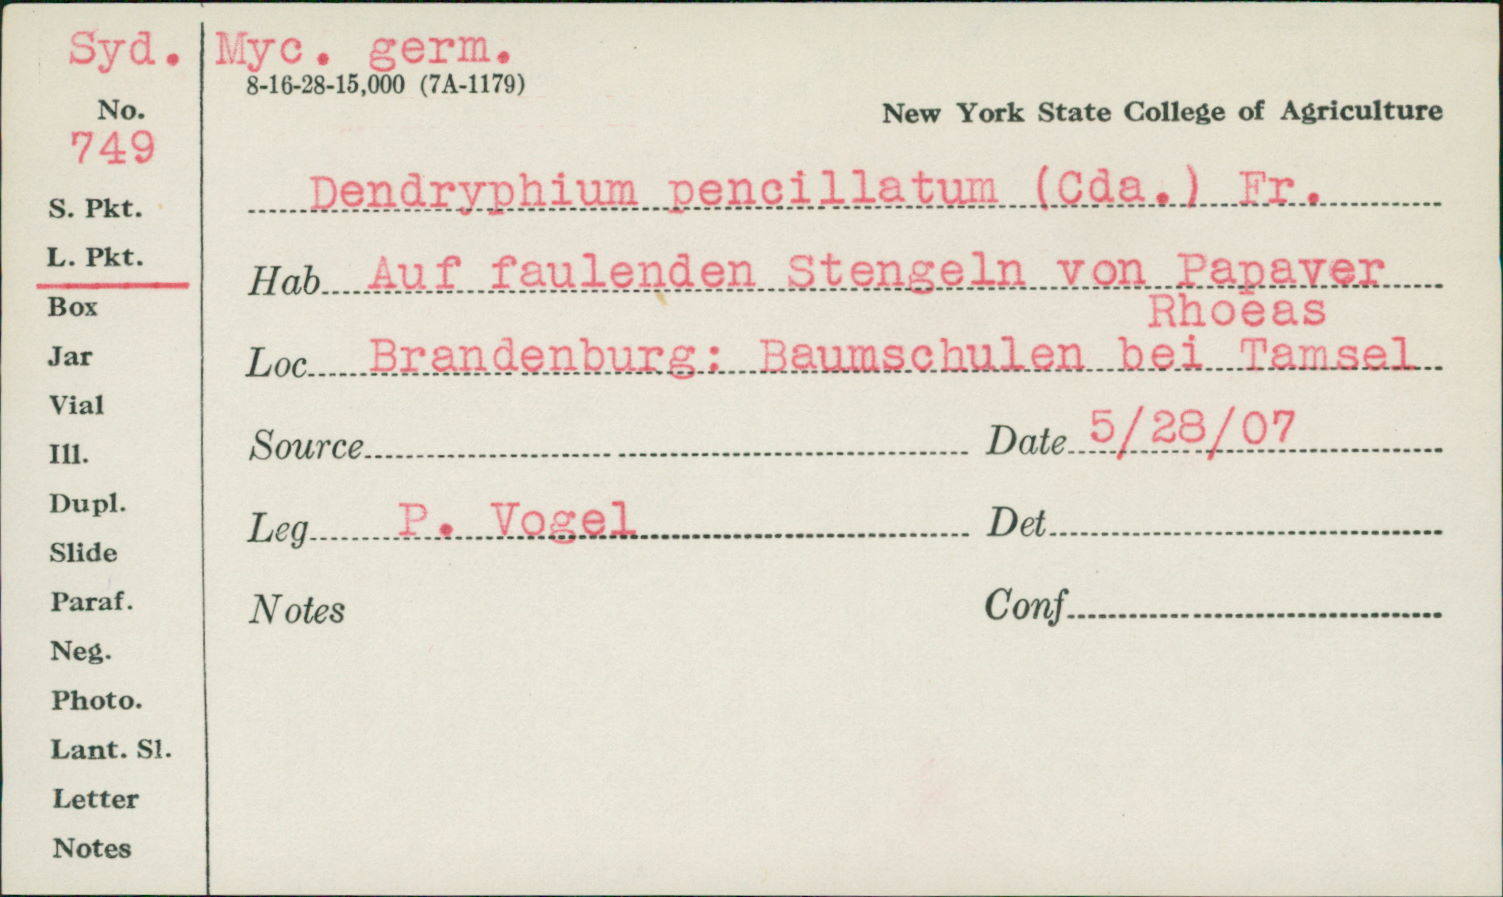 Syd. Myc. germ.
8-16-28-15,000 (7A-1179)
No.
749
New York State College of Agriculture
S. Pkt.
Dendryphium pencillatum (Cda.) Fr.
L. Pkt.
Hab Auf faulenden Stengeln von Papaver
Rhoeas
Box
Jar
Loc Brandenburg: Baumschulen bei Tamsel
Vial
Ill.
Source Date 5/28/07
Dupl.
Leg P. Vogel Det
Slide
Paraf.
Notes Conf
Neg.
Photo.
Lant. Sl.
Letter
Notes